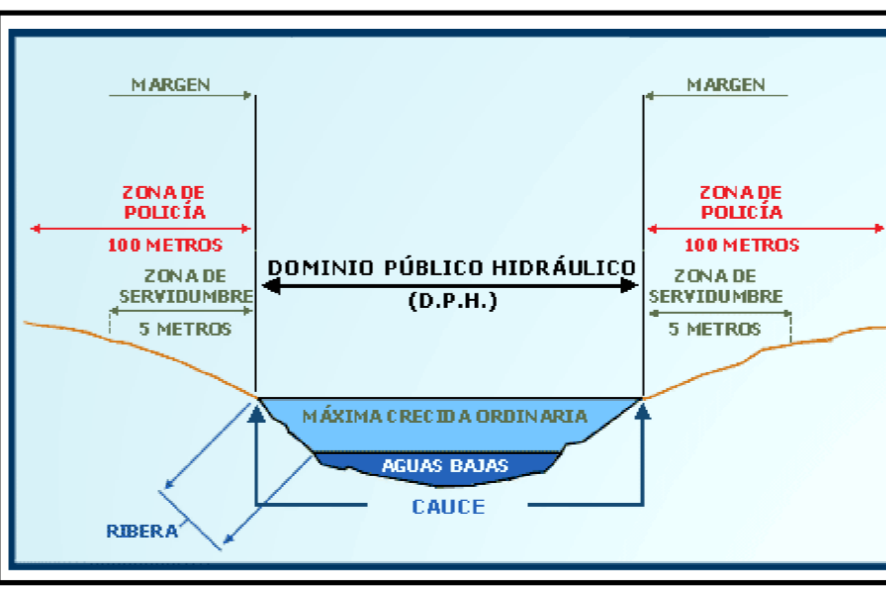 MARGEN
MARGEN
ZONA DE
POLICÍA
100 METROS
ZONA DE
POLICÍA
100 METROS
ZONA DE
SERVIDUMBRE
5 METROS
DOMINIO PÚBLICO HIDRÁULICO
(D.P.H.)
ZONA DE
SERVIDUMBRE
5 METROS
MÁXIMA CRECIDA ORDINARIA
AGUAS BAJAS
CAUCE
RIBERA